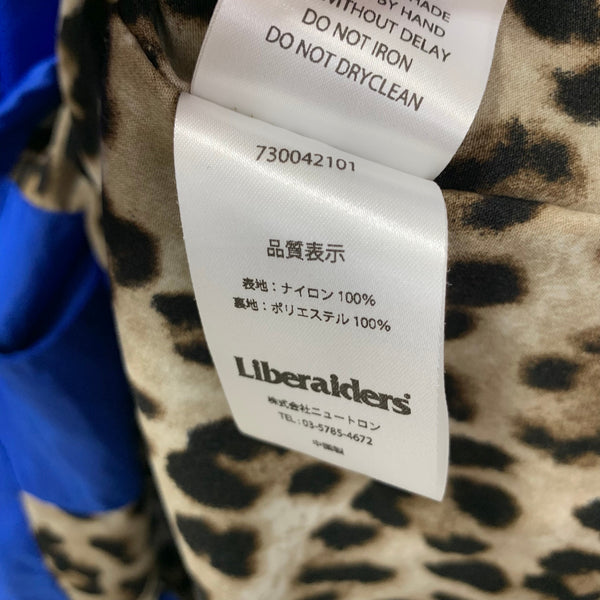 MADE
BY HAND
WITHOUT DELAY
DO NOT IRON
DO NOT DRYCLEAN
730042101
品質表示
表地：ナイロン 100%
裏地：ポリエステル 100%
Liberaiders
株式会社ニュートロン
TEL : 03-5785-4672
中国製